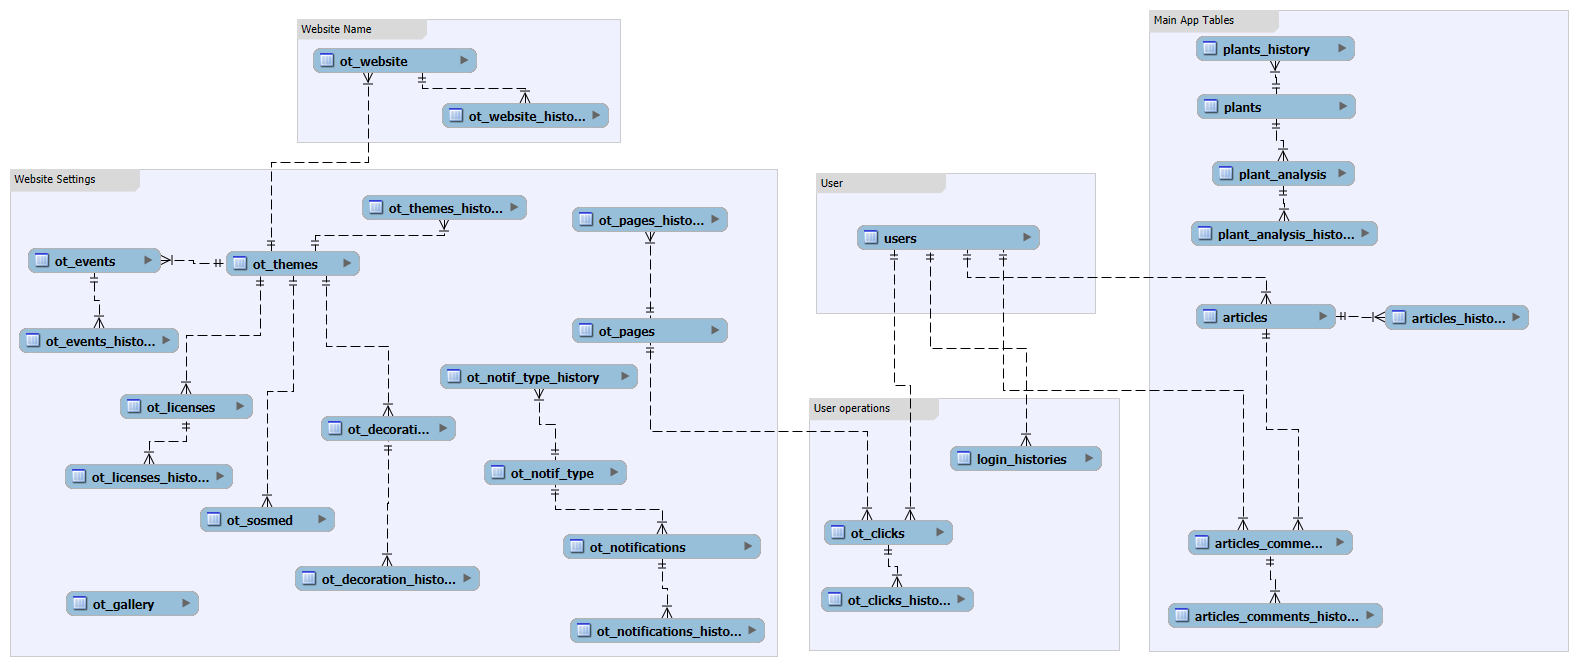 Website Name
ot_website
ot_website_histo...
Website Settings
ot_themes_histo...
ot_pages_histo...
ot_events
ot_themes
ot_events_histo...
ot_pages
ot_notif_type_history
ot_licenses
ot_decorati...
ot_licenses_histo...
ot_notif_type
ot_sosmed
ot_notifications
ot_decoration_histo...
ot_gallery
ot_notifications_histo...
User
users
User operations
login_histories
ot_clicks
ot_clicks_histo...
Main App Tables
plants_history
plants
plant_analysis
plant_analysis_histo...
articles
articles_histo...
articles_comme...
articles_comments_histo...